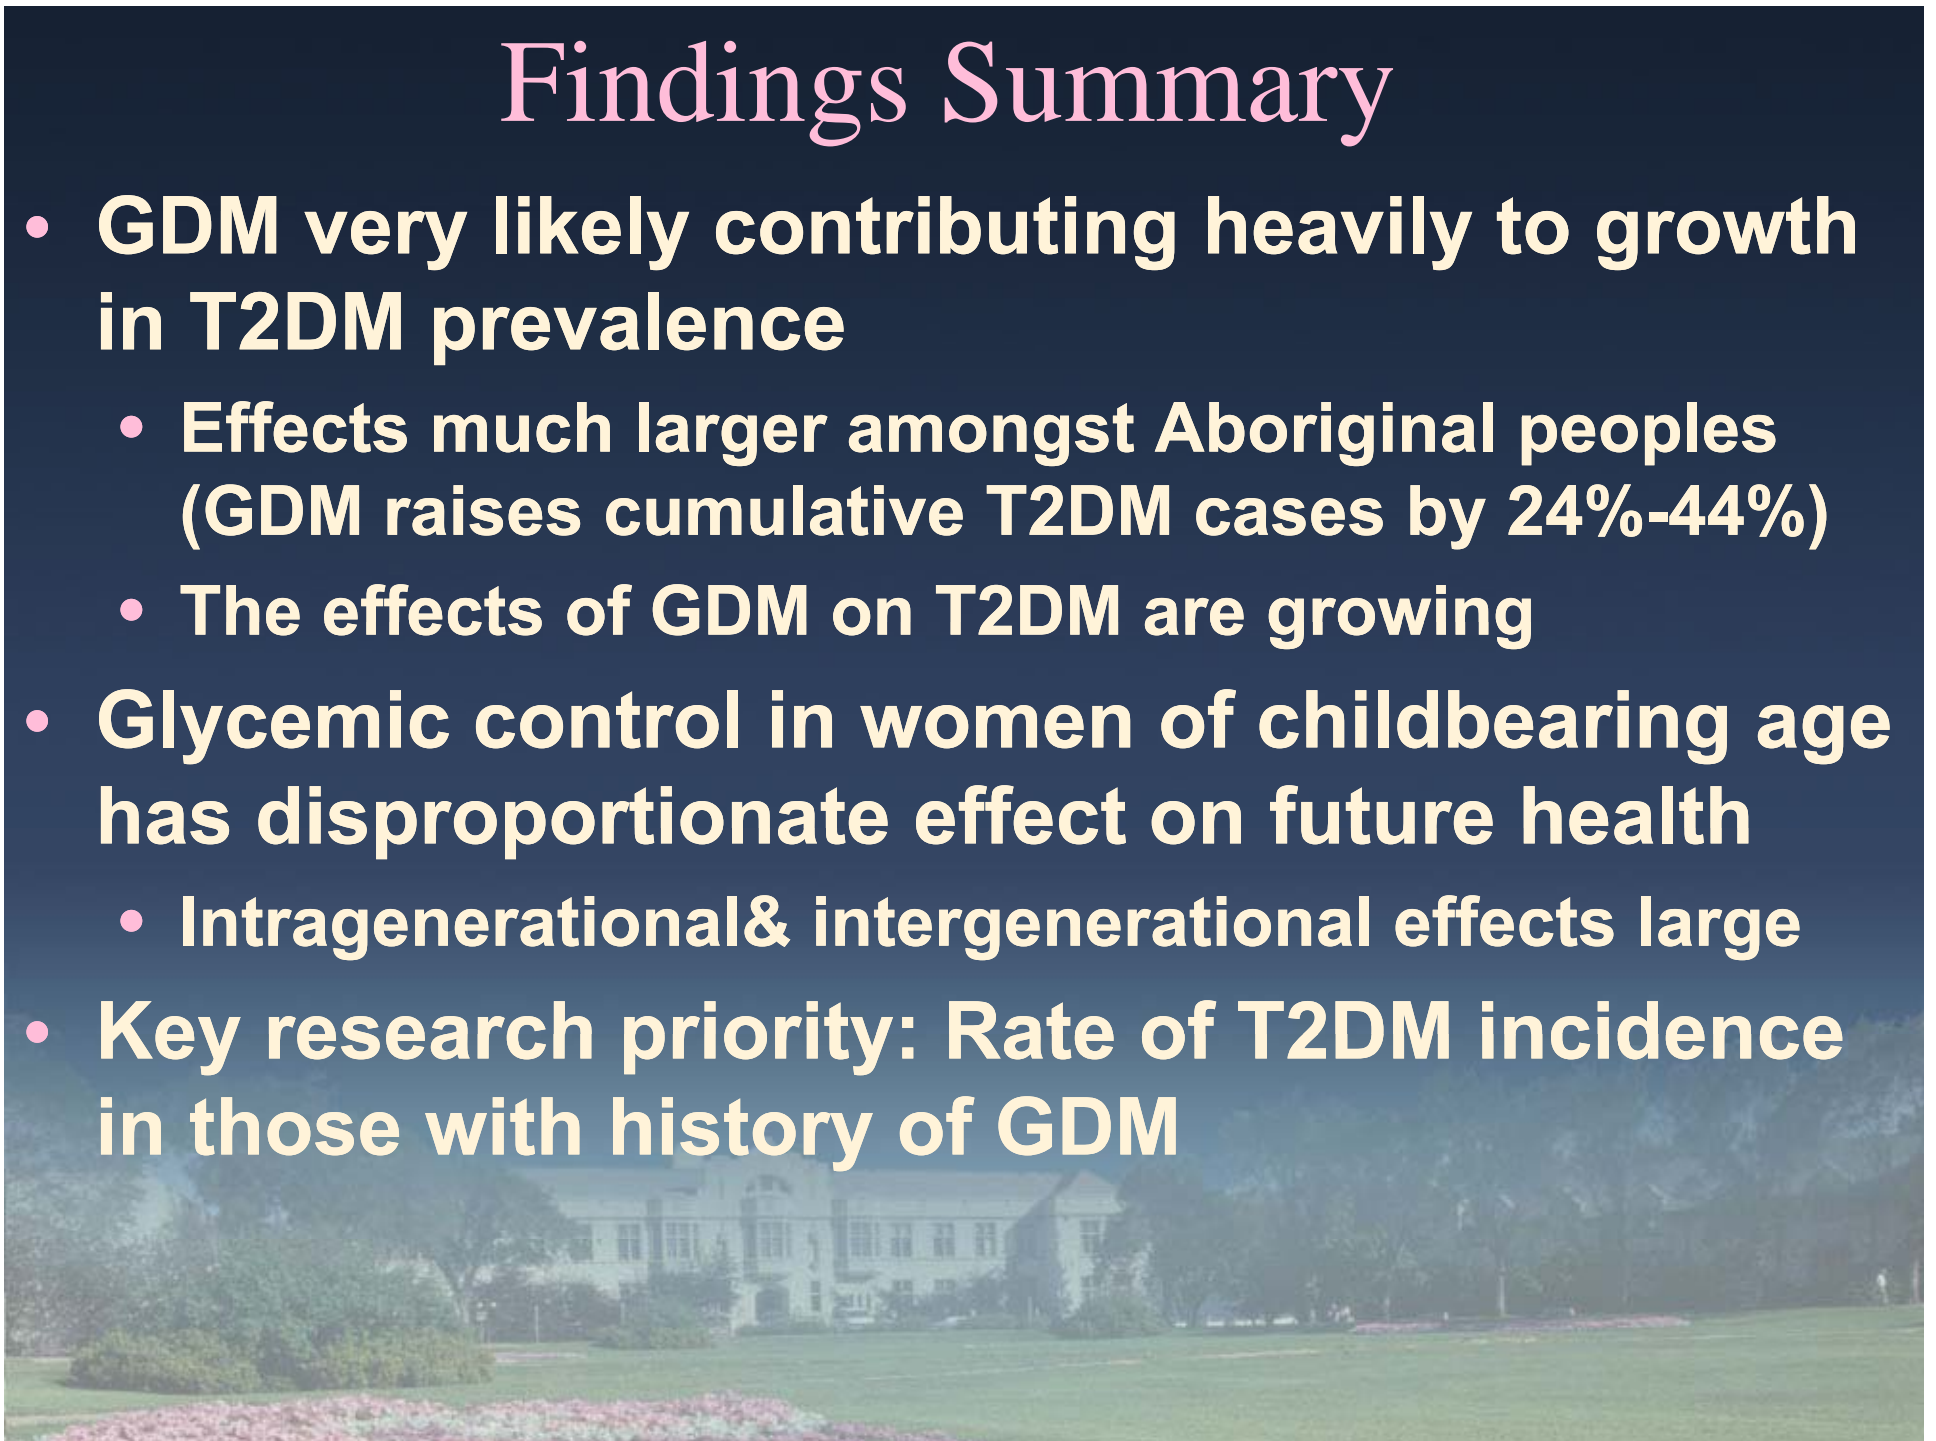 Findings Summary
• GDM very likely contributing heavily to growth
in T2DM prevalence
• Effects much larger amongst Aboriginal peoples
(GDM raises cumulative T2DM cases by 24%-44%)
• The effects of GDM on T2DM are growing
• Glycemic control in women of childbearing age
has disproportionate effect on future health
• Intragenerational& intergenerational effects large
• Key research priority: Rate of T2DM incidence
in those with history of GDM